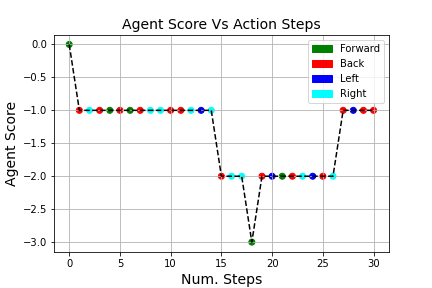 Agent Score Vs Action Steps
Agent Score
0.0
−0.5
−1.0
−1.5
−2.0
−2.5
−3.0
Forward
Back
Left
Right
0 5 10 15 20 25 30
Num. Steps